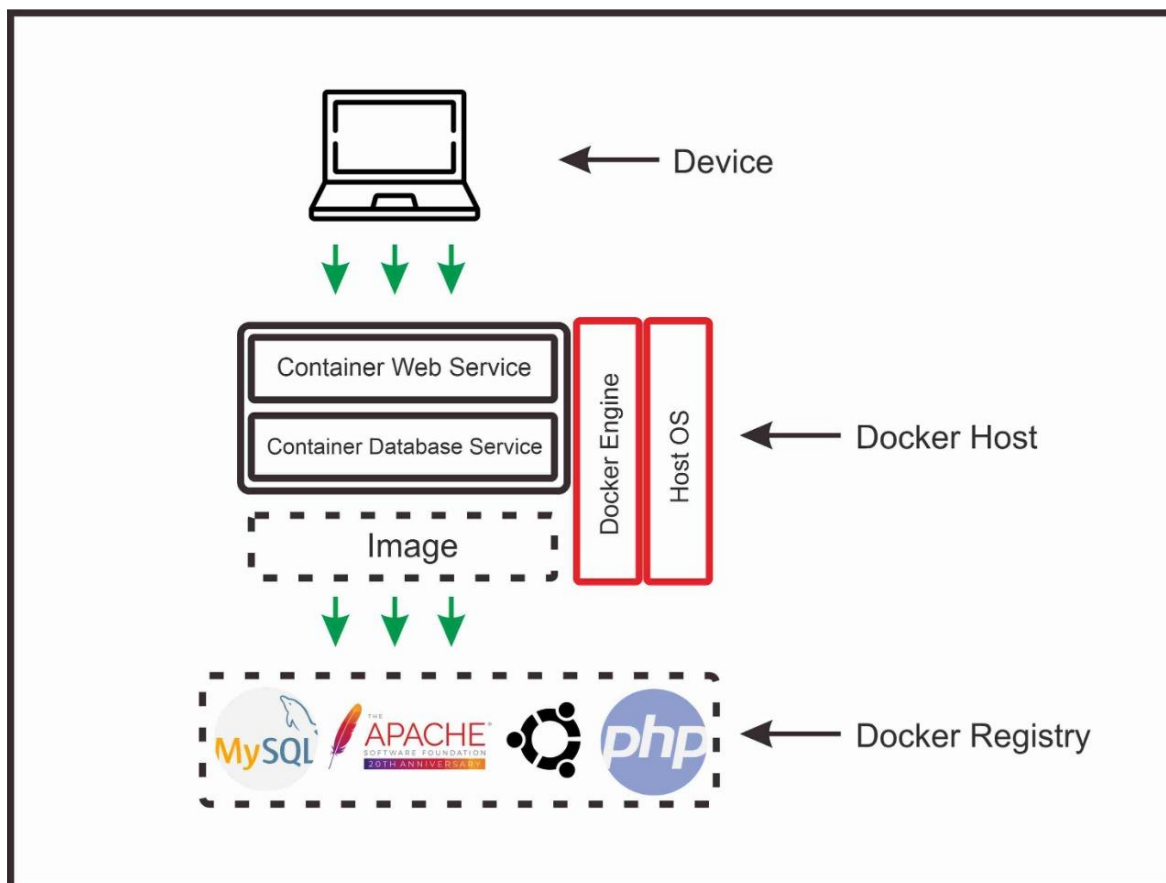 Device
Container Web Service
Container Database Service
Docker Engine
Host OS
Docker Host
Image
MySQL
THE
APACHE®
SOFTWARE FOUNDATION
20TH ANNIVERSARY
php
Docker Registry